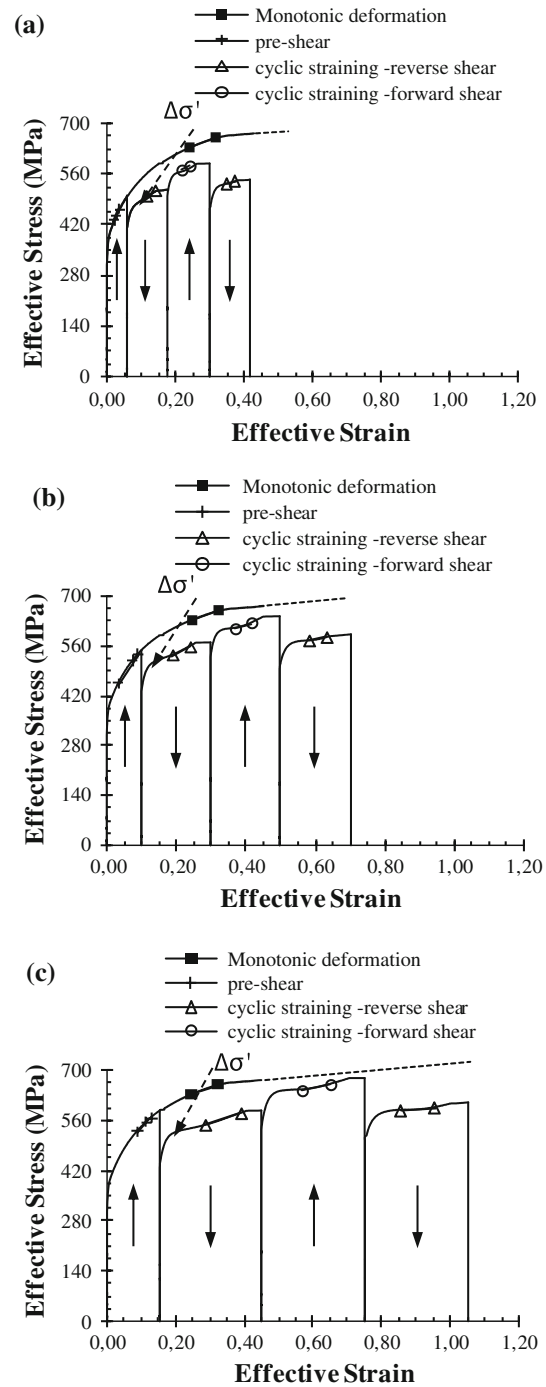 (a)
Monotonic deformation
pre-shear
cyclic straining -reverse shear
cyclic straining -forward shear
Δσ'
700
560
420
280
140
0
Effective Stress (MPa)
0,00 0,20 0,40 0,60 0,80 1,00 1,20
Effective Strain
(b)
Monotonic deformation
pre-shear
cyclic straining -reverse shear
cyclic straining -forward shear
Δσ'
700
560
420
280
140
0
Effective Stress (MPa)
0,00 0,20 0,40 0,60 0,80 1,00 1,20
Effective Strain
(c)
Monotonic deformation
pre-shear
cyclic straining -reverse shear
cyclic straining -forward shear
Δσ'
700
560
420
280
140
0
Effective Stress (MPa)
0,00 0,20 0,40 0,60 0,80 1,00 1,20
Effective Strain